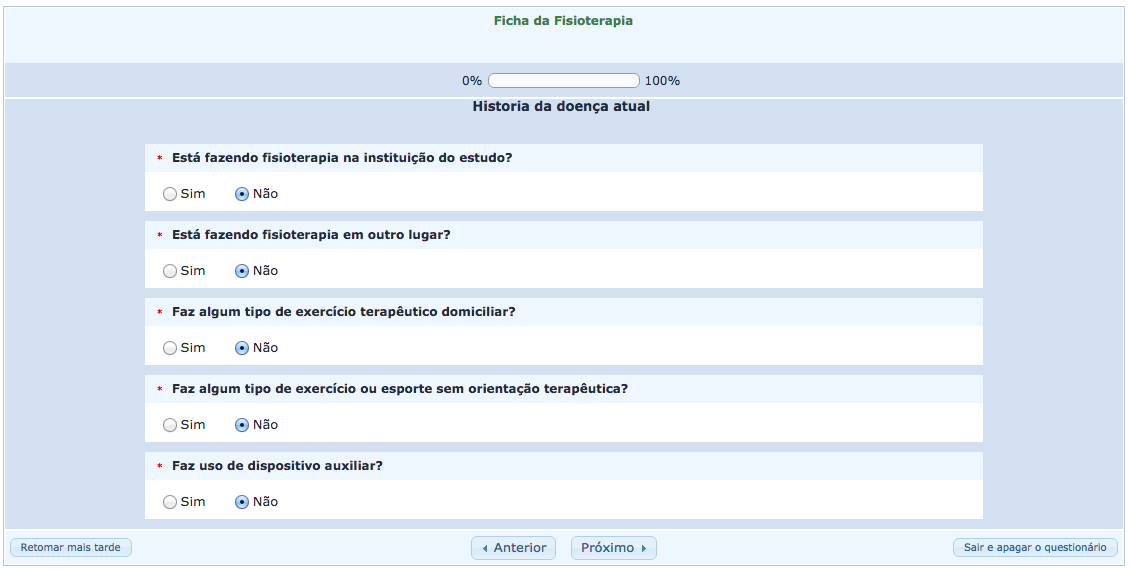 Ficha da Fisioterapia
0% 100%
Historia da doença atual
* Está fazendo fisioterapia na instituição do estudo?
Sim Não
* Está fazendo fisioterapia em outro lugar?
Sim Não
* Faz algum tipo de exercício terapêutico domiciliar?
Sim Não
* Faz algum tipo de exercício ou esporte sem orientação terapêutica?
Sim Não
* Faz uso de dispositivo auxiliar?
Sim Não
Retomar mais tarde Anterior Próximo Sair e apagar o questionário